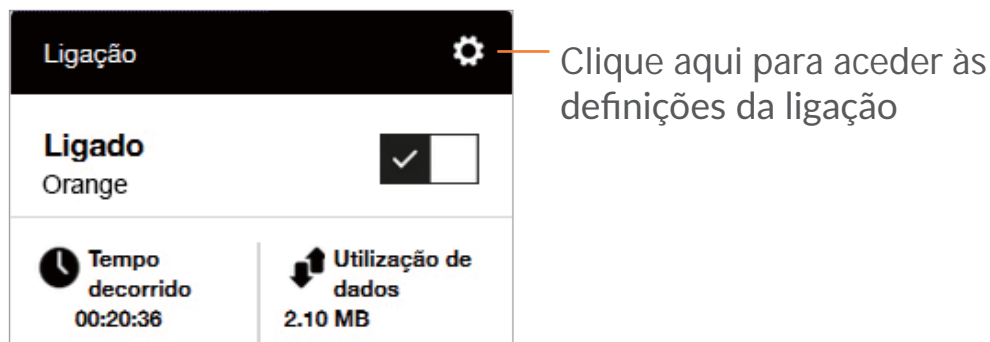 Ligação
Clique aqui para aceder às
definições da ligação
Ligado
Orange
Tempo
decorrido
00:20:36
Utilização de
dados
2.10 MB